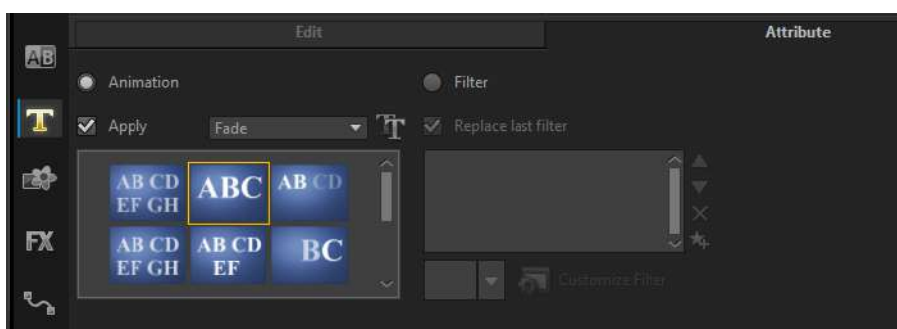 Edit
Attribute
AB
Animation
Filter
T
Apply
Fade
TT
Replace last filter
AB CD
EF GH
ABC
AB CD
FX
AB CD
EF GH
AB CD
EF
BC
Customize Filter